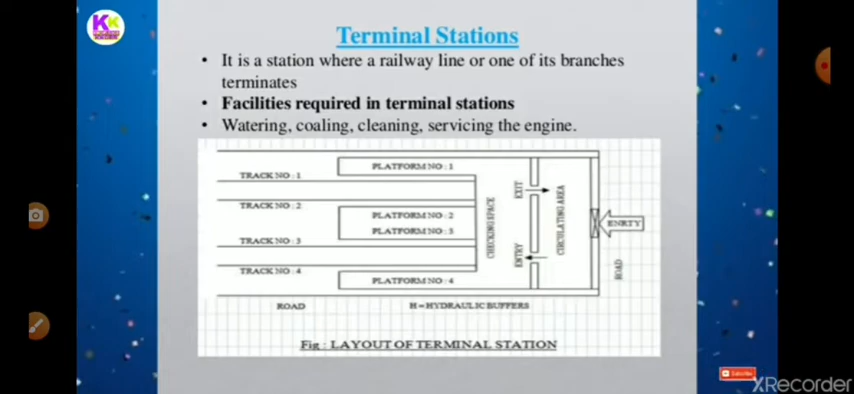 KK
Terminal Stations
• It is a station where a railway line or one of its branches
terminates
• Facilities required in terminal stations
• Watering, coaling, cleaning, servicing the engine.
PLATFORM NO : 1
TRACK NO : 1
TRACK NO : 2
PLATFORM NO : 2
PLATFORM NO : 3
TRACK NO : 3
TRACK NO : 4
PLATFORM NO : 4
CHECKING SPACE
EXIT
ENTRY
CIRCULATING AREA
ENRTY
ROAD
ROAD
H = HYDRAULIC BUFFERS
Fig : LAYOUT OF TERMINAL STATION
Subscribe
XRecorder